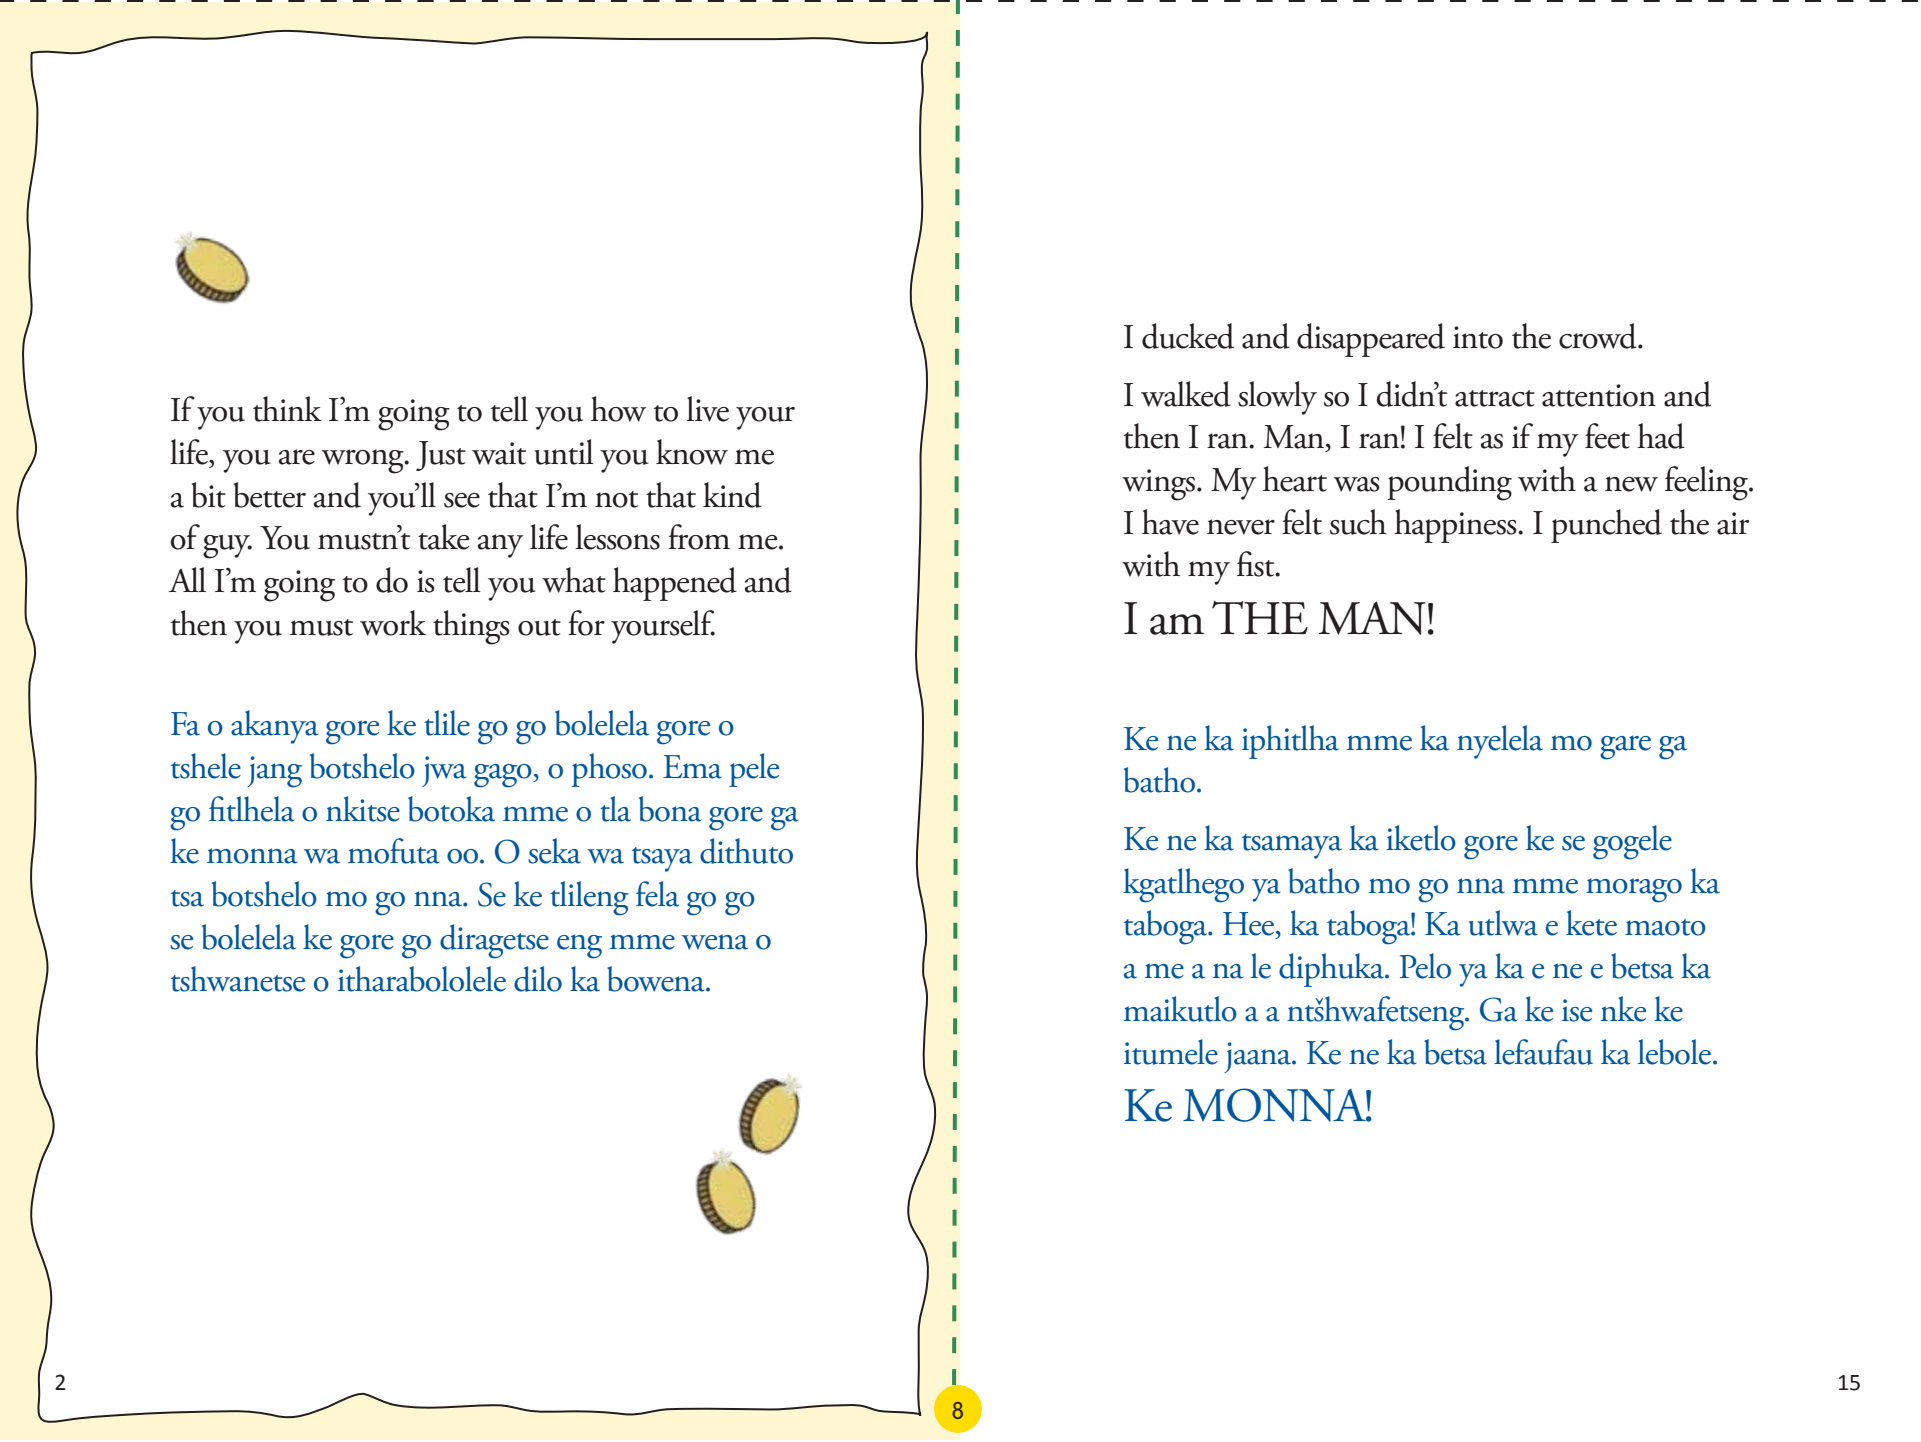 If you think I'm going to tell you how to live your
life, you are wrong. Just wait until you know me
a bit better and you'll see that I'm not that kind
of guy. You mustn't take any life lessons from me.
All I'm going to do is tell you what happened and
then you must work things out for yourself.
Fa o akanya gore ke tlile go go bolelela gore o
tshele jang botshelo jwa gago, o phoso. Ema pele
go fitlhela o nkitse botoka mme o tla bona gore ga
ke monna wa mofuta oo. O seka wa tsaya dithuto
tsa botshelo mo go nna. Se ke tlileng fela go go
se bolelela ke gore go diragetse eng mme wena o
tshwanetse o itharabololele dilo ka bowena.
2
I ducked and disappeared into the crowd.
I walked slowly so I didn't attract attention and
then I ran. Man, I ran! I felt as if my feet had
wings. My heart was pounding with a new feeling.
I have never felt such happiness. I punched the air
with my fist.
I am THE MAN!
Ke ne ka iphitlha mme ka nyelela mo gare ga
batho.
Ke ne ka tsamaya ka iketlo gore ke se gogele
kgatlhego ya batho mo go nna mme morago ka
taboga. Hee, ka taboga! Ka utlwa e kete maoto
a me a na le diphuka. Pelo ya ka e ne e betsa ka
maikutlo a a ntšhwafetseng. Ga ke ise nke ke
itumele jaana. Ke ne ka betsa lefaufau ka lebole.
Ke MONNA!
15
8